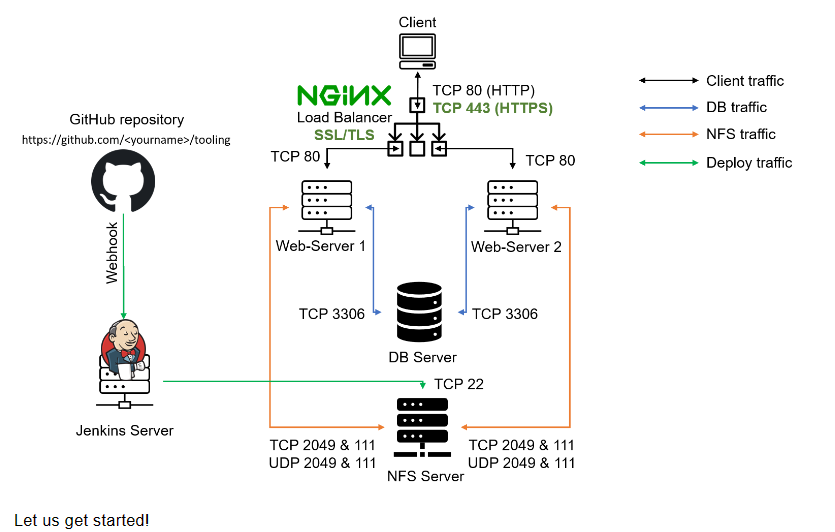 Client
NGINX
Load Balancer
SSL/TLS
TCP 80 (HTTP)
TCP 443 (HTTPS)
TCP 80
TCP 80
Client traffic
DB traffic
NFS traffic
Deploy traffic
GitHub repository
https://github.com/<yourname>/tooling
Webhook
Web-Server 1
Web-Server 2
TCP 3306
TCP 3306
DB Server
Jenkins Server
TCP 22
TCP 2049 & 111
UDP 2049 & 111
TCP 2049 & 111
UDP 2049 & 111
NFS Server
Let us get started!